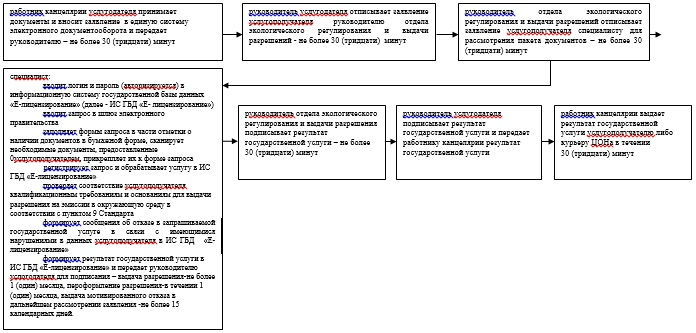 работник канцелярии услугодателя принимает
документы и вносит заявление в единую систему
электронного документооборота и передает
руководителю – не более 30 (тридцати) минут
руководитель услугодателя отписывает заявление
услугополучателя руководителю отдела
экологического регулирования и выдачи
разрешений - не более 30 (тридцати) минут
руководитель отдела экологического
регулирования и выдачи разрешений отписывает
заявление услугополучателя специалисту для
рассмотрения пакета документов – не более 30
(тридцати) минут
специалист:
вводит логин и пароль (авторизируется) в
информационную систему государственной базы данных
«Е-лицензирование» (далее - ИС ГБД «Е- лицензирование»)
вводит запрос в шлюз электронного
правительства
заполняет формы запроса в части отметки о
наличии документов в бумажной форме, сканирует
необходимые документы, предоставленные
0услугополучателем, прикрепляет их к форме запроса
регистрирует запрос и обрабатывает услугу в ИС
ГБД «Е-лицензирование»
проверяет соответствие услугополучателя
квалификационным требованиям и основаниям для выдачи
разрешения на эмиссии в окружающую среду в
соответствии с пунктом 9 Стандарта
формирует сообщения об отказе в запрашиваемой
государственной услуге в связи с имеющимися
нарушениями в данных услугополучателя в ИС ГБД «Е-
лицензирование»
формирует результат государственной услуги в
ИС ГБД «Е-лицензирование» и передает руководителю
услогодателя для подписания – выдача разрешения-не более
1 (один) месяца, переоформление разрешения-в течении 1
(один) месяца, выдача мотивированного отказа в
дальнейшем рассмотрении заявления -не более 15
календарных дней.
руководитель отдела экологического
регулирования и выдачи разрешения
подписывает результат
государственной услуги – не более
30 (тридцати) минут
руководитель услугодателя
подписывает результат
государственной услуги и передает
работнику канцелярии результат
государственной услуги
работник канцелярии выдает
результат государственной
услуги услугополучателю либо
курьеру ЦОНа в течении
30 (тридцати) минут